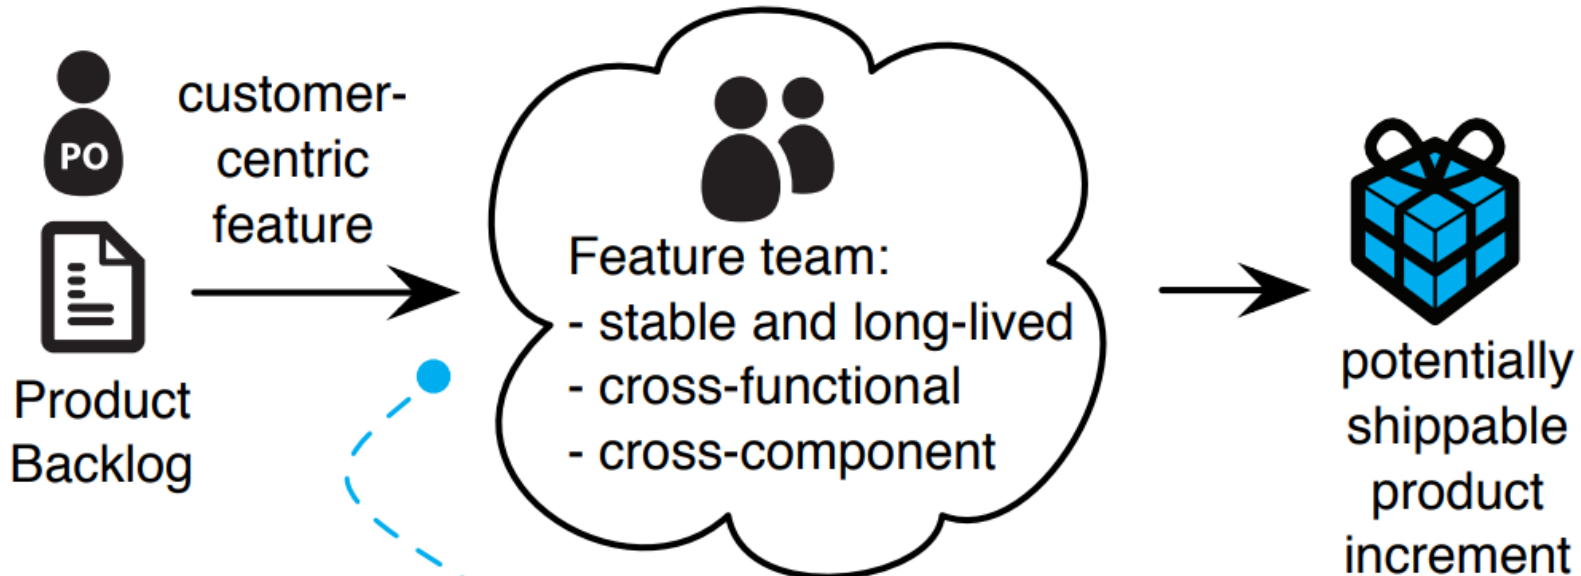 PO
Product
Backlog
customer-
centric
feature
Feature team:
- stable and long-lived
- cross-functional
- cross-component
potentially
shippable
product
increment